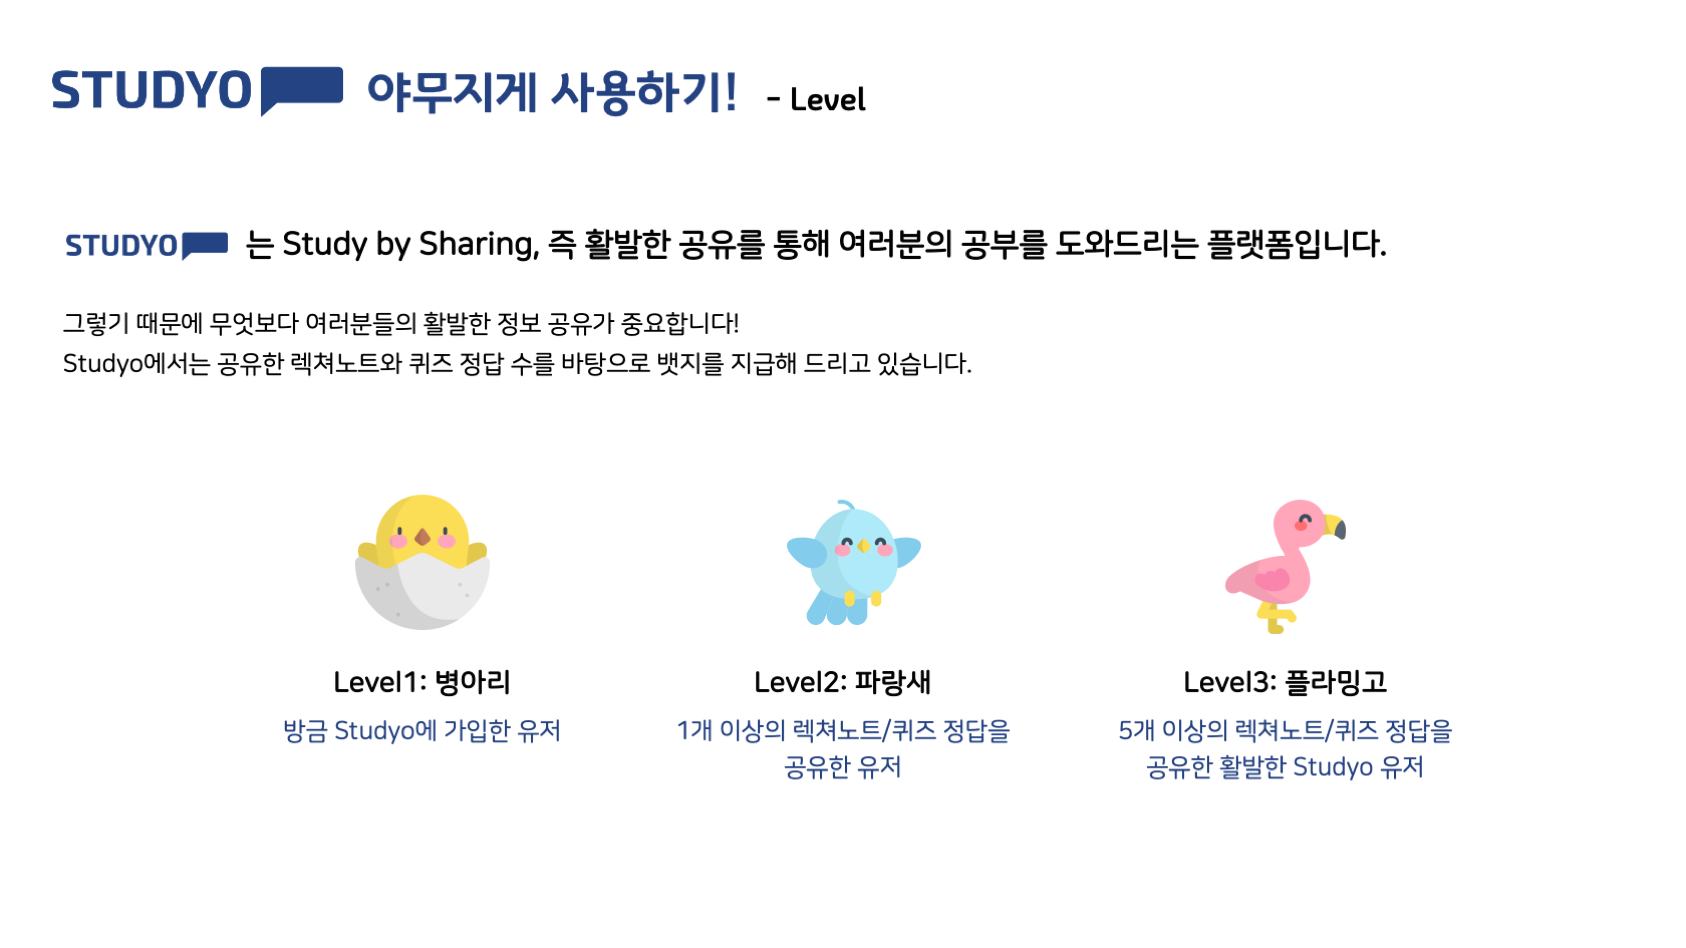 STUDYO 야무지게 사용하기! - Level
STUDYO 는 Study by Sharing, 즉 활발한 공유를 통해 여러분의 공부를 도와드리는 플랫폼입니다.
그렇기 때문에 무엇보다 여러분들의 활발한 정보 공유가 중요합니다!
Studyo에서는 공유한 렉쳐노트와 퀴즈 정답 수를 바탕으로 뱃지를 지급해 드리고 있습니다.
Level1: 병아리
방금 Studyo에 가입한 유저
Level2: 파랑새
1개 이상의 렉쳐노트/퀴즈 정답을
공유한 유저
Level3: 플라밍고
5개 이상의 렉쳐노트/퀴즈 정답을
공유한 활발한 Studyo 유저